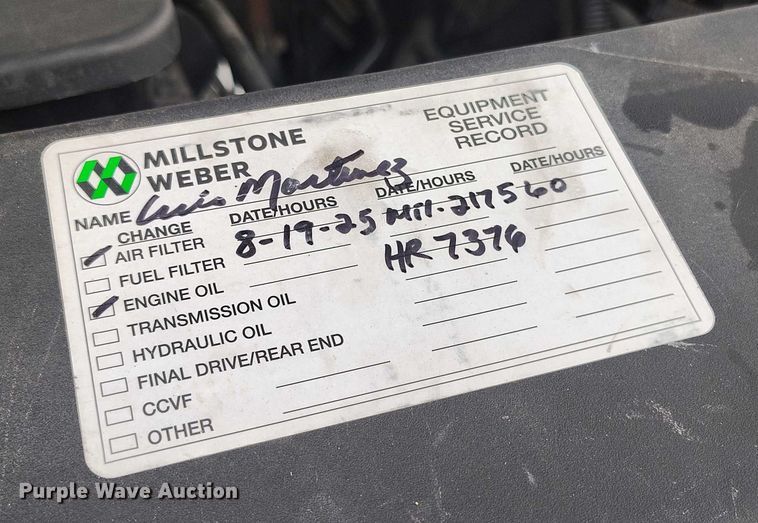 MILLSTONE
WEBER
EQUIPMENT
SERVICE
RECORD
NAME Luis Martinez
CHANGE DATE/HOURS DATE/HOURS DATE/HOURS
AIR FILTER 8-19-25 MIl-217560
FUEL FILTER HR 7376
ENGINE OIL
TRANSMISSION OIL
HYDRAULIC OIL
FINAL DRIVE/REAR END
CCVF
OTHER
Purple Wave Auction